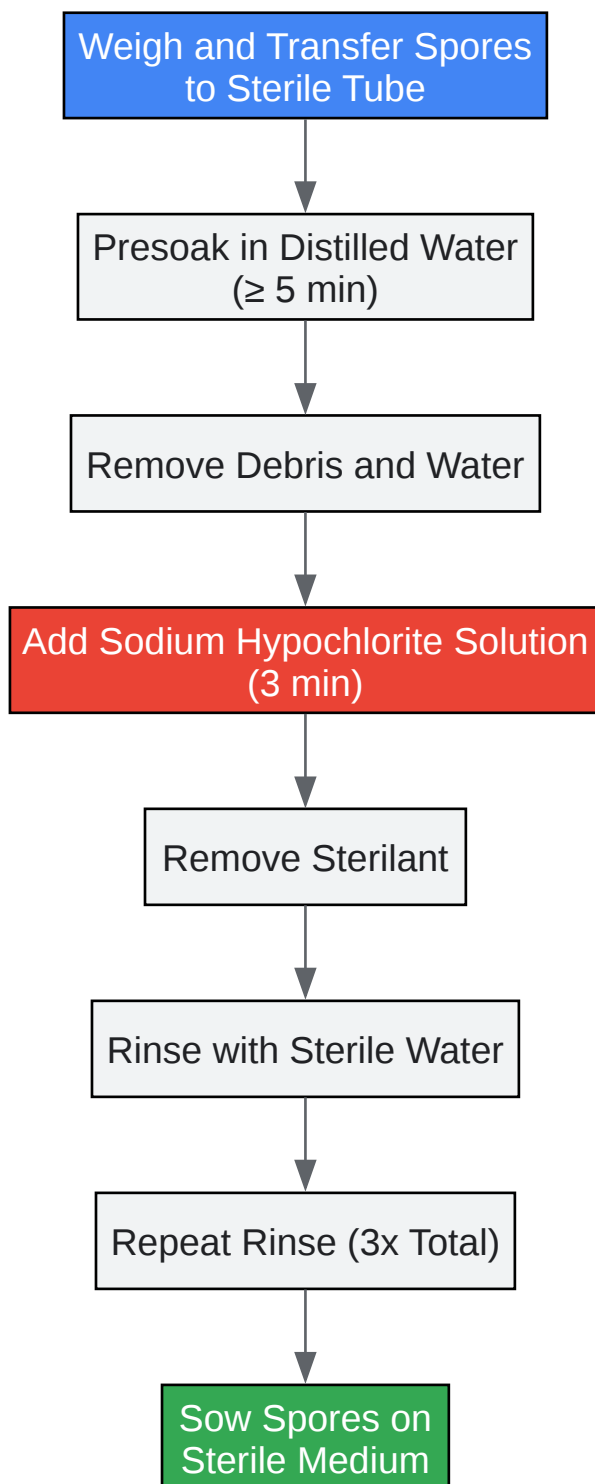 Weigh and Transfer Spores
to Sterile Tube
Presoak in Distilled Water
(≥ 5 min)
Remove Debris and Water
Add Sodium Hypochlorite Solution
(3 min)
Remove Sterilant
Rinse with Sterile Water
Repeat Rinse (3x Total)
Sow Spores on
Sterile Medium